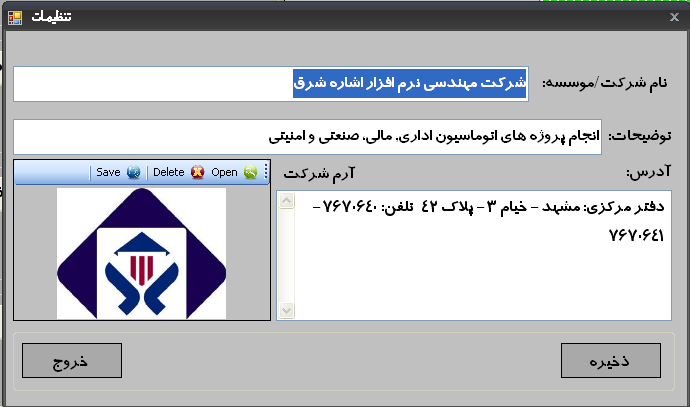 تنظیمات
نام شرکت/موسسه: شرکت مهندسی نرم افزار اشاره شرق
توضیحات: انجام پروژه های اتوماسیون اداری، مالی، صنعتی و امنیتی
آدرس:
دفتر مرکزی: مشهد - خیام ۳ - پلاک ۴۲ تلفن: ۷۶۷۰۶۴۰ -
۷۶۷۰۶۴۱
آرم شرکت
Save Delete Open
ذخیره
خروج